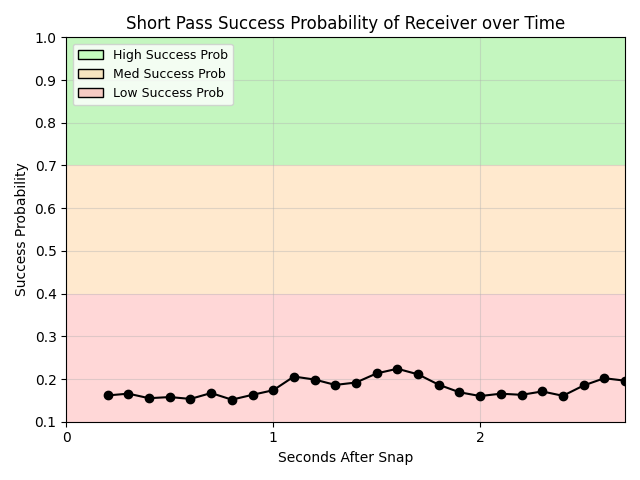 Short Pass Success Probability of Receiver over Time
1.0
0.9
0.8
0.7
0.6
0.5
0.4
0.3
0.2
0.1
Success Probability
High Success Prob
Med Success Prob
Low Success Prob
0 1 2
Seconds After Snap